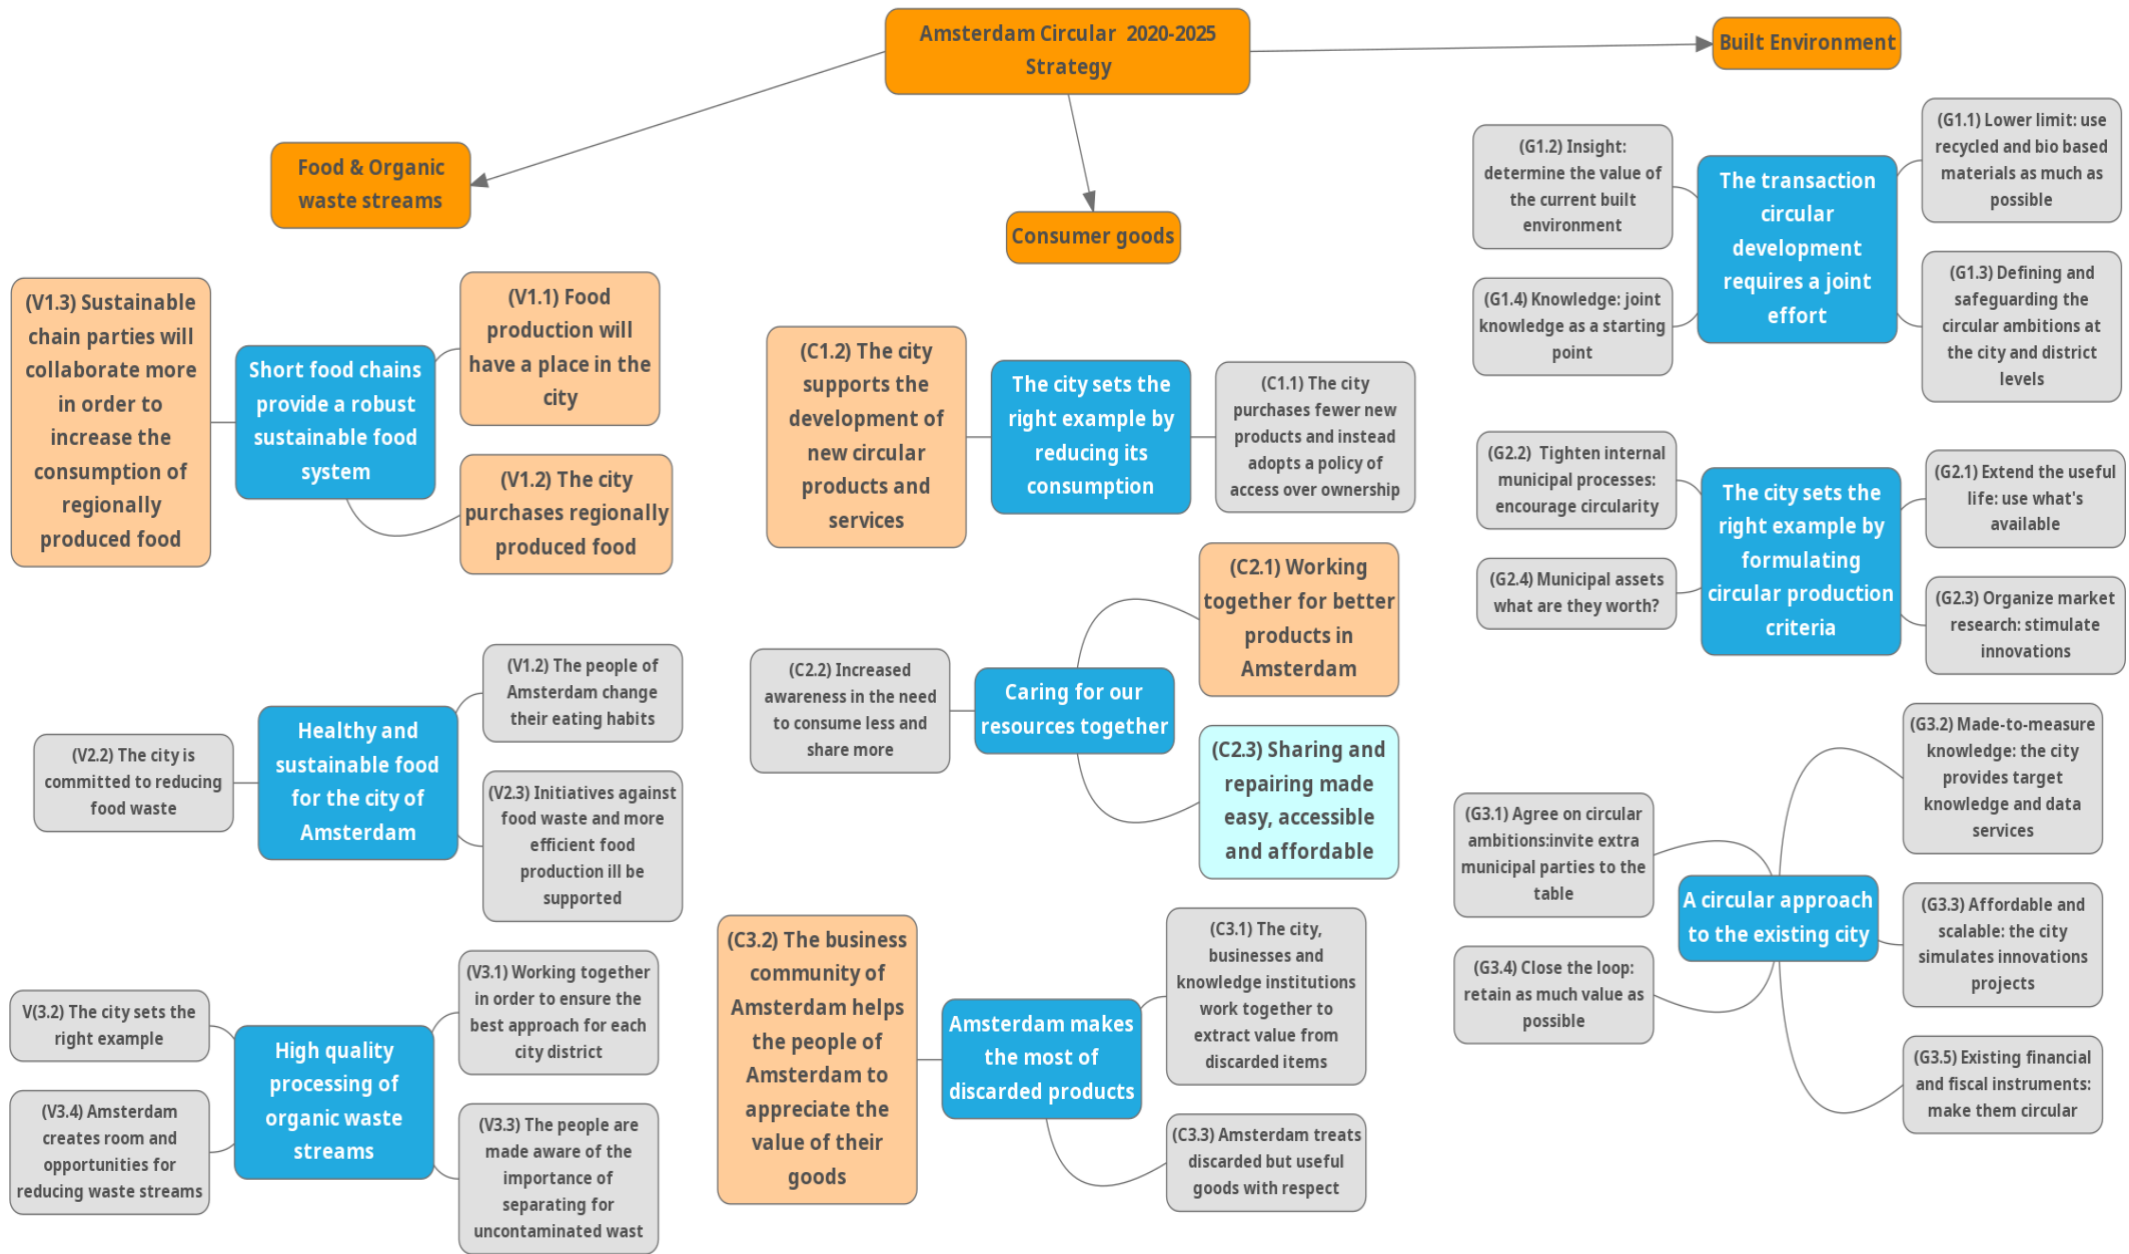 Amsterdam Circular  2020-2025
Strategy
Built Environment
Food & Organic
waste streams
Consumer goods
(V1.3) Sustainable
chain parties will
collaborate more
in order to
increase the
consumption of
regionally
produced food
Short food chains
provide a robust
sustainable food
system
(V1.1) Food
production will
have a place in the
city
(V1.2) The city
purchases regionally
produced food
(V2.2) The city is
committed to reducing
food waste
Healthy and
sustainable food
for the city of
Amsterdam
(V1.2) The people of
Amsterdam change
their eating habits
(V2.3) Initiatives against
food waste and more
efficient food
production ill be
supported
V(3.2) The city sets the
right example
(V3.4) Amsterdam
creates room and
opportunities for
reducing waste streams
High quality
processing of
organic waste
streams
(V3.1) Working together
in order to ensure the
best approach for each
city district
(V3.3) The people are
made aware of the
importance of
separating for
uncontaminated wast
(C1.2) The city
supports the
development of
new circular
products and
services
The city sets the
right example by
reducing its
consumption
(C1.1) The city
purchases fewer new
products and instead
adopts a policy of
access over ownership
(C2.2) Increased
awareness in the need
to consume less and
share more
Caring for our
resources together
(C2.1) Working
together for better
products in
Amsterdam
(C2.3) Sharing and
repairing made
easy, accessible
and affordable
(C3.2) The business
community of
Amsterdam helps
the people of
Amsterdam to
appreciate the
value of their
goods
Amsterdam makes
the most of
discarded products
(C3.1) The city,
businesses and
knowledge institutions
work together to
extract value from
discarded items
(C3.3) Amsterdam treats
discarded but useful
goods with respect
(G1.2) Insight:
determine the value of
the current built
environment
(G1.4) Knowledge: joint
knowledge as a starting
point
The transaction
circular
development
requires a joint
effort
(G1.1) Lower limit: use
recycled and bio based
materials as much as
possible
(G1.3) Defining and
safeguarding the
circular ambitions at
the city and district
levels
(G2.2)  Tighten internal
municipal processes:
encourage circularity
(G2.4) Municipal assets
what are they worth?
The city sets the
right example by
formulating
circular production
criteria
(G2.1) Extend the useful
life: use what's
available
(G2.3) Organize market
research: stimulate
innovations
(G3.1) Agree on circular
ambitions:invite extra
municipal parties to the
table
(G3.4) Close the loop:
retain as much value as
possible
A circular approach
to the existing city
(G3.2) Made-to-measure
knowledge: the city
provides target
knowledge and data
services
(G3.3) Affordable and
scalable: the city
simulates innovations
projects
(G3.5) Existing financial
and fiscal instruments:
make them circular